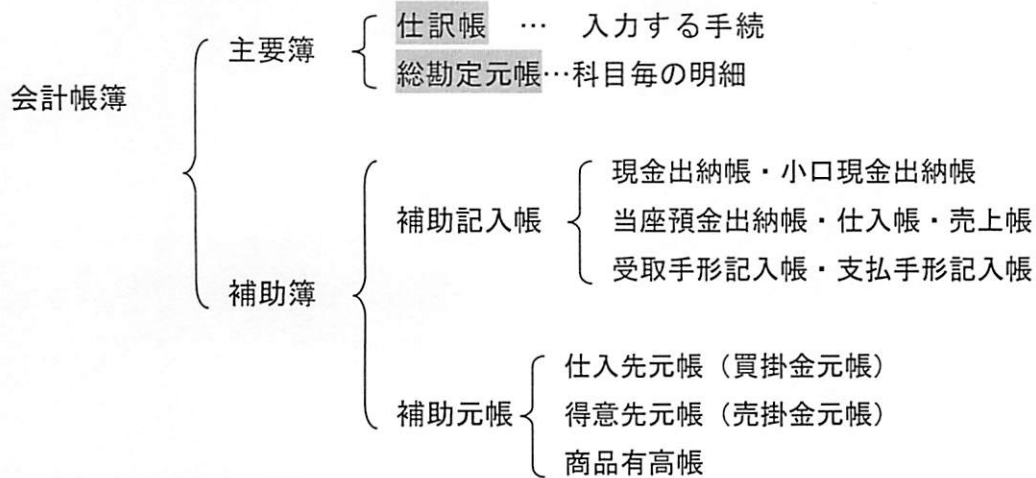 会計帳簿
主要簿
仕訳帳 … 入力する手続
総勘定元帳…科目毎の明細
補助簿
補助記入帳
現金出納帳・小口現金出納帳
当座預金出納帳・仕入帳・売上帳
受取手形記入帳・支払手形記入帳
補助元帳
仕入先元帳（買掛金元帳）
得意先元帳（売掛金元帳）
商品有高帳